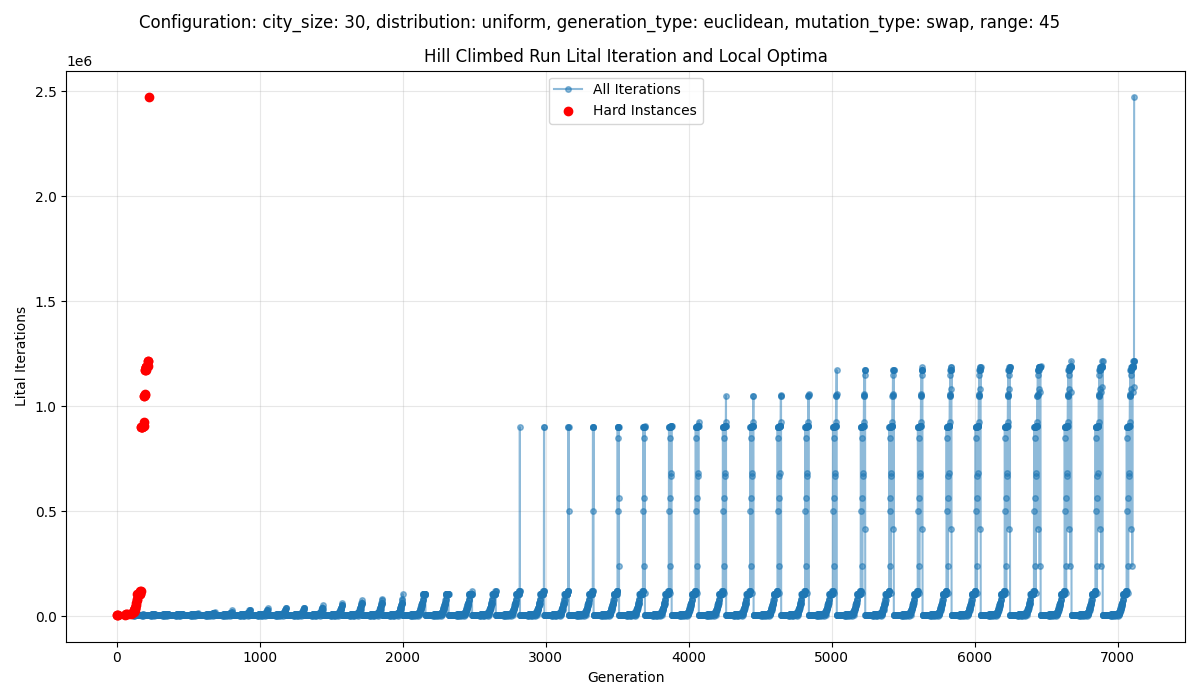 Configuration: city_size: 30, distribution: uniform, generation_type: euclidean, mutation_type: swap, range: 45
Hill Climbed Run Lital Iteration and Local Optima
1e6
All Iterations
Hard Instances
2.5
2.0
1.5
1.0
0.5
0.0
Lital Iterations
0 1000 2000 3000 4000 5000 6000 7000
Generation